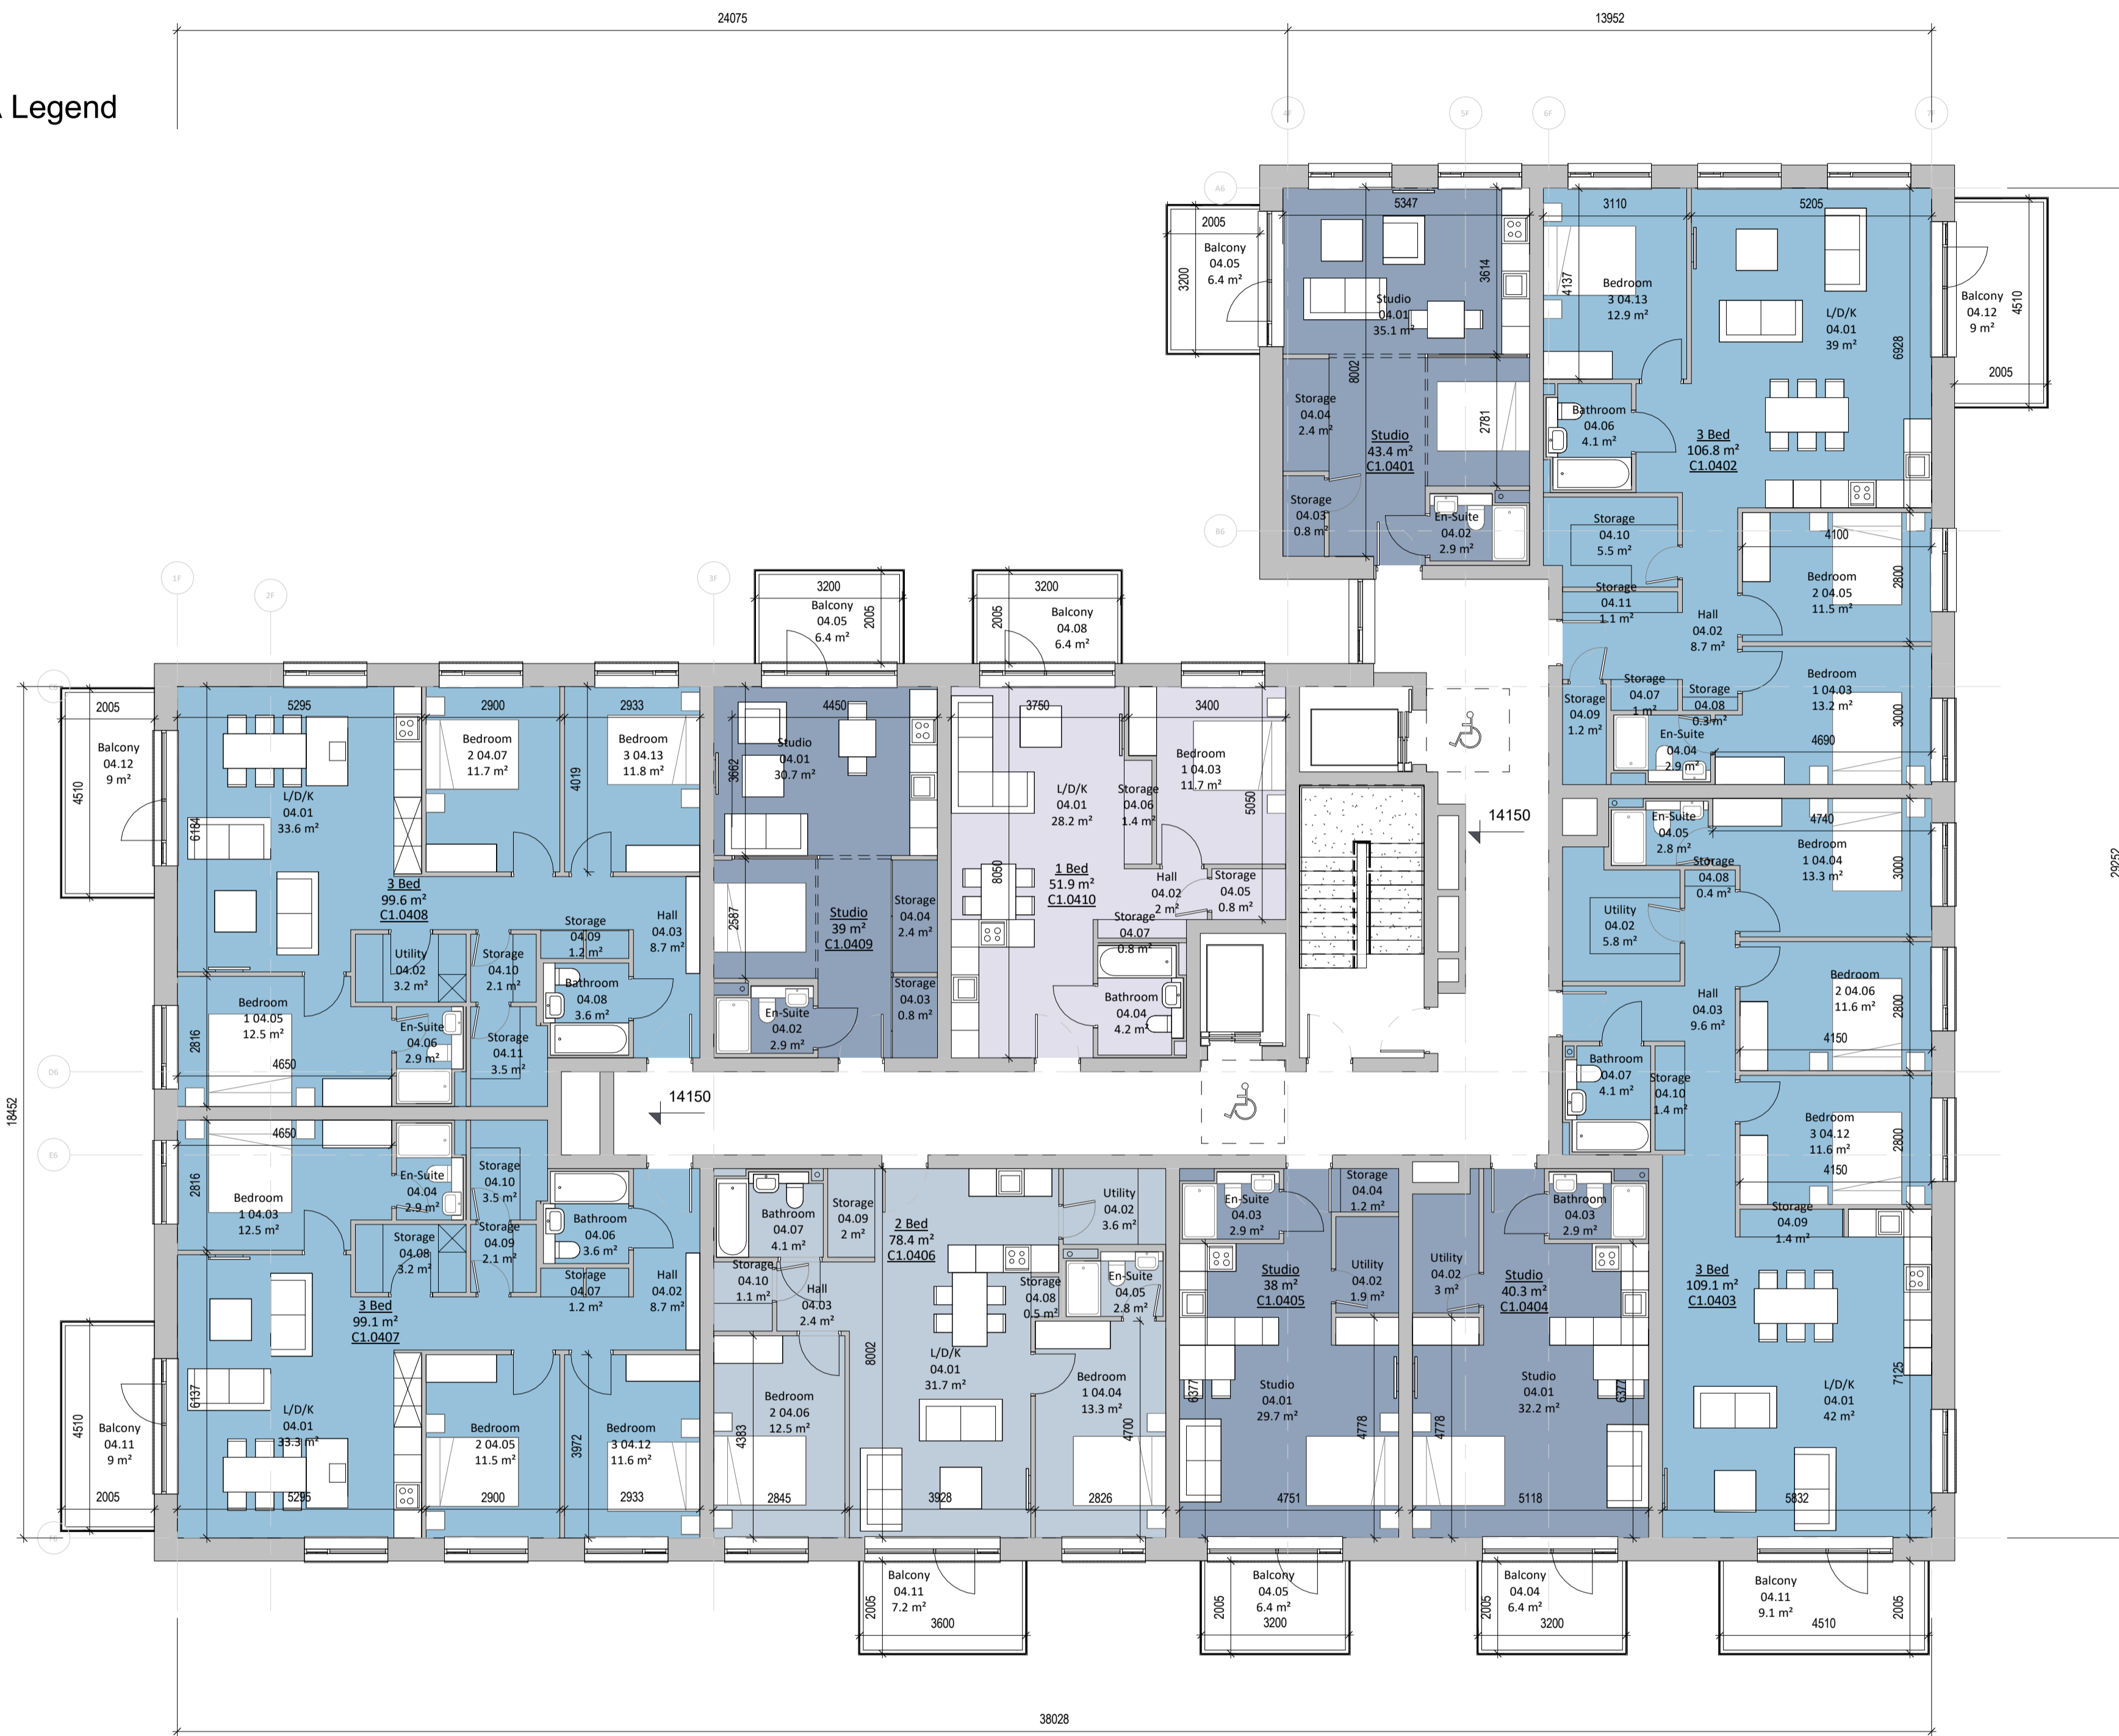 24075
13952
Legend
4F
5F
6F
7F
A6
B6
2005
3200
Balcony
04.05
6.4 m²
5347
3614
Studio
04.01
35.1 m²
8002
2781
Storage
04.04
2.4 m²
Studio
43.4 m²
C1.0401
Storage
04.03
0.8 m²
En-Suite
04.02
2.9 m²
3110
5205
4137
Bedroom
3 04.13
12.9 m²
L/D/K
04.01
39 m²
6928
Balcony
04.12
9 m²
4510
2005
Bathroom
04.06
4.1 m²
3 Bed
106.8 m²
C1.0402
Storage
04.10
5.5 m²
Storage
04.11
1.1 m²
4100
2800
Bedroom
2 04.05
11.5 m²
Hall
04.02
8.7 m²
Bedroom
1 04.03
13.2 m²
3000
4690
Storage
04.09
1.2 m²
Storage
04.07
1 m²
Storage
04.08
0.3 m²
En-Suite
04.04
2.9 m²
1F
2F
3F
3200
2005
Balcony
04.05
6.4 m²
3200
2005
Balcony
04.08
6.4 m²
2005
4510
Balcony
04.12
9 m²
5295
2900
2933
6184
L/D/K
04.01
33.6 m²
Bedroom
2 04.07
11.7 m²
4019
Bedroom
3 04.13
11.8 m²
3 Bed
99.6 m²
C1.0408
Utility
04.02
3.2 m²
Storage
04.10
2.1 m²
Storage
04.09
1.2 m²
Hall
04.03
8.7 m²
Bathroom
04.08
3.6 m²
Bedroom
1 04.05
12.5 m²
2816
4650
En-Suite
04.06
2.9 m²
Storage
04.11
3.5 m²
4450
3662
Studio
04.01
30.7 m²
2587
Studio
39 m²
C1.0409
Storage
04.04
2.4 m²
Storage
04.03
0.8 m²
En-Suite
04.02
2.9 m²
3750
3400
L/D/K
04.01
28.2 m²
Bedroom
1 04.03
11.7 m²
Storage
04.06
1.4 m²
5050
8050
1 Bed
51.9 m²
C1.0410
Hall
04.02
2 m²
Storage
04.05
0.8 m²
Storage
04.07
0.8 m²
Bathroom
04.04
4.2 m²
14150
14150
29252
18452
D6
E6
En-Suite
04.05
2.8 m²
4740
Bedroom
1 04.04
13.3 m²
3000
Storage
04.08
0.4 m²
Utility
04.02
5.8 m²
Hall
04.03
9.6 m²
Bedroom
2 04.06
11.6 m²
2800
4150
Bathroom
04.07
4.1 m²
Storage
04.10
1.4 m²
Bedroom
3 04.12
11.6 m²
2800
4150
Storage
04.09
1.4 m²
3 Bed
109.1 m²
C1.0403
7125
L/D/K
04.01
42 m²
5832
Balcony
04.11
9.1 m²
4510
2005
4650
2816
Bedroom
1 04.03
12.5 m²
En-Suite
04.04
2.9 m²
Storage
04.10
3.5 m²
Storage
04.08
3.2 m²
Storage
04.09
2.1 m²
Bathroom
04.06
3.6 m²
Storage
04.07
1.2 m²
Hall
04.02
8.7 m²
3 Bed
99.1 m²
C1.0407
6137
L/D/K
04.01
33.3 m²
4510
Balcony
04.11
9 m²
2005
5295
Bedroom
2 04.05
11.5 m²
2900
3972
Bedroom
3 04.12
11.6 m²
2933
Bathroom
04.07
4.1 m²
Storage
04.09
2 m²
2 Bed
78.4 m²
C1.0406
Utility
04.02
3.6 m²
Storage
04.10
1.1 m²
Hall
04.03
2.4 m²
Storage
04.08
0.5 m²
En-Suite
04.05
2.8 m²
8002
L/D/K
04.01
31.7 m²
Bedroom
2 04.06
12.5 m²
4383
Bedroom
1 04.04
13.3 m²
4700
2845
3928
2826
Balcony
04.11
7.2 m²
2005
3600
En-Suite
04.03
2.9 m²
Storage
04.04
1.2 m²
Studio
38 m²
C1.0405
Utility
04.02
1.9 m²
6377
Studio
04.01
29.7 m²
4778
4751
Balcony
04.05
6.4 m²
2005
3200
Bathroom
04.03
2.9 m²
Utility
04.02
3 m²
Studio
40.3 m²
C1.0404
Studio
04.01
32.2 m²
6377
4778
5118
Balcony
04.04
6.4 m²
2005
3200
38028